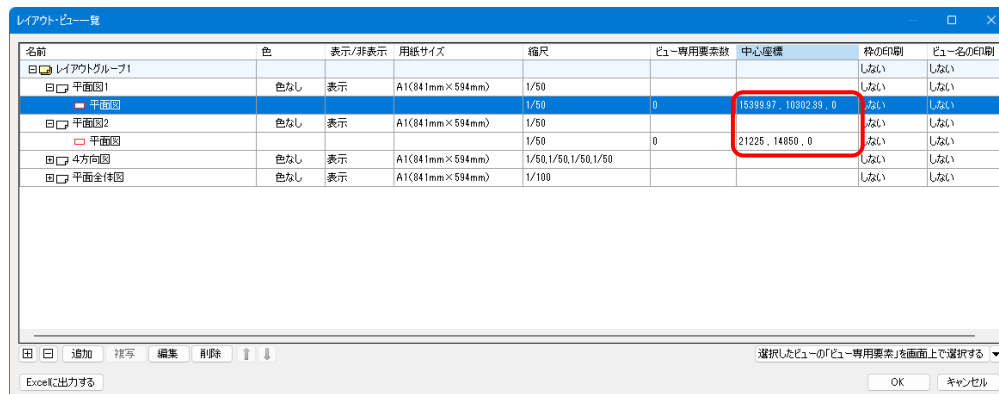 レイアウト・ビュー一覧
名前 色 表示/非表示 用紙サイズ 縮尺 ビュー専用要素数 中心座標 枠の印刷 ビュー名の印刷
レイアウトグループ1 しない しない
平面図1 色なし 表示 A1(841mm×594mm) 1/50 しない しない
平面図 1/50 0 15399.97 , 10302.39 , 0 しない しない
平面図2 色なし 表示 A1(841mm×594mm) 1/50 しない しない
平面図 1/50 0 21225 , 14850 , 0 しない しない
4方向図 色なし 表示 A1(841mm×594mm) 1/50,1/50,1/50,1/50 しない しない
平面全体図 色なし 表示 A1(841mm×594mm) 1/100 しない しない
追加 複写 編集 削除 選択したビューの「ビュー専用要素」を画面上で選択する
Excelに出力する OK キャンセル